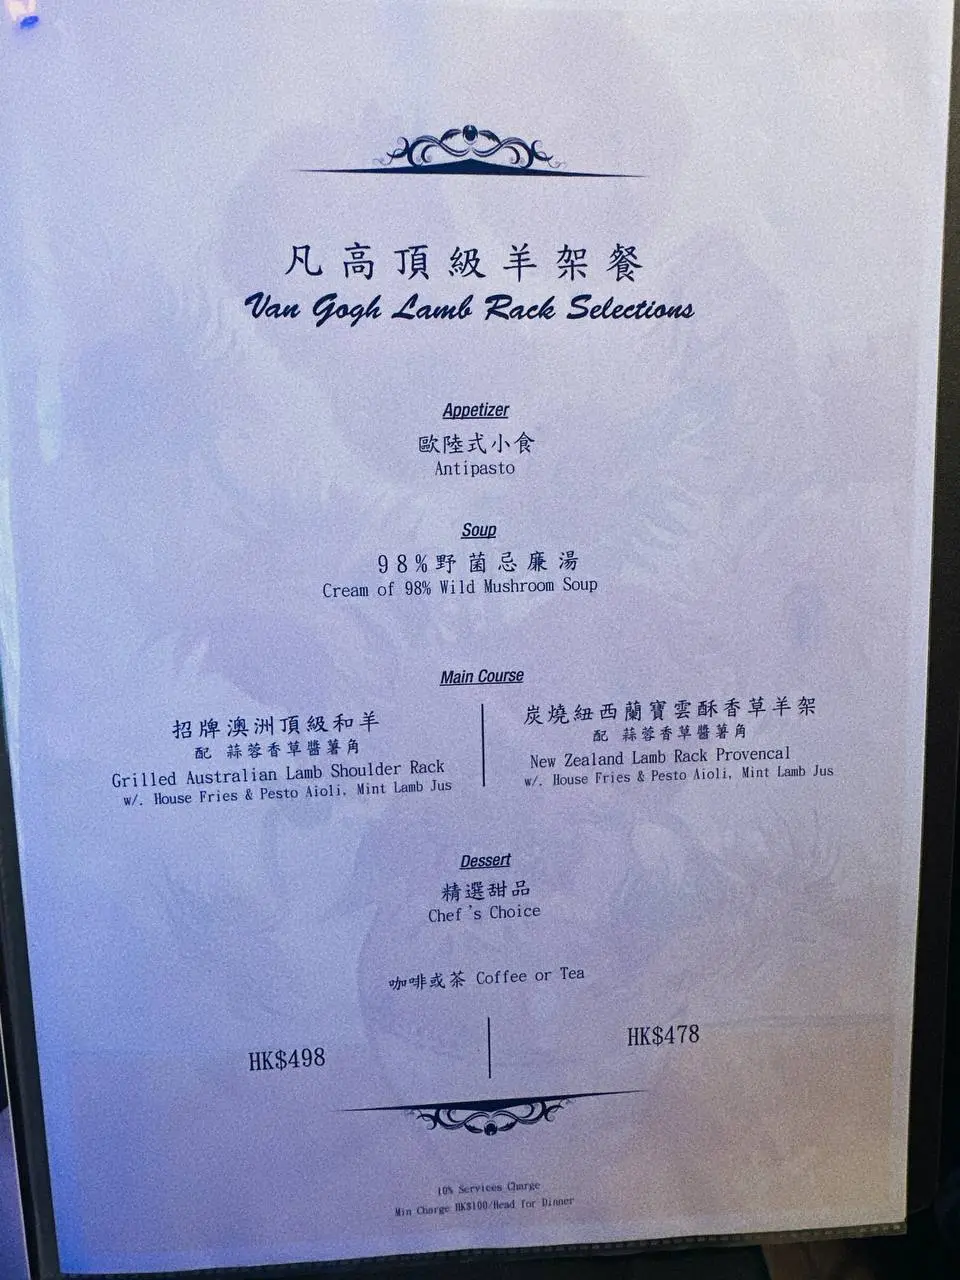 凡高頂級羊架餐
Van Gogh Lamb Rack Selections
Appetizer
歐陸式小食
Antipasto
Soup
98%野菌忌廉湯
Cream of 98% Wild Mushroom Soup
Main Course
招牌澳洲頂級和羊
配 蒜蓉香草醬薯角
Grilled Australian Lamb Shoulder Rack
w/. House Fries & Pesto Aioli, Mint Lamb Jus
炭燒紐西蘭寶雲酥香草羊架
配 蒜蓉香草醬薯角
New Zealand Lamb Rack Provencal
w/. House Fries & Pesto Aioli, Mint Lamb Jus
Dessert
精選甜品
Chef's Choice
咖啡或茶 Coffee or Tea
HK$498
HK$478
10% Services Charge
Min Charge HK$100/Head for Dinner